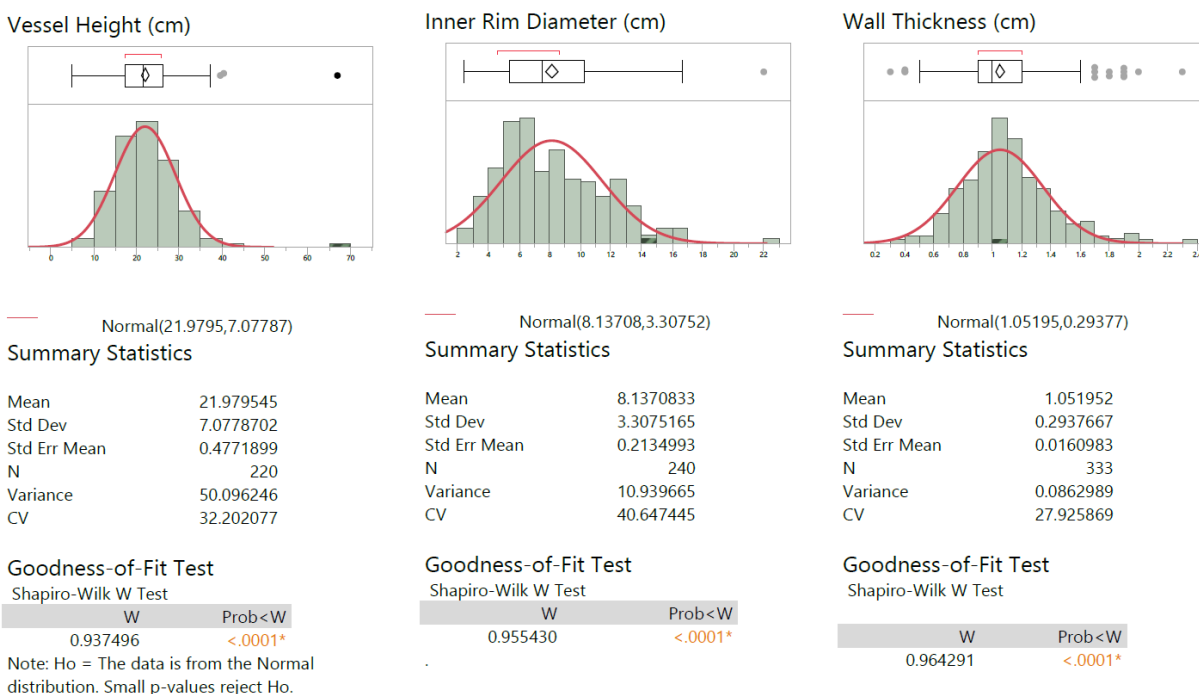 Vessel Height (cm)
0 10 20 30 40 50 60 70
Normal(21.9795,7.07787)
Summary Statistics
Mean 21.979545
Std Dev 7.0778702
Std Err Mean 0.4771899
N 220
Variance 50.096246
CV 32.202077
Goodness-of-Fit Test
Shapiro-Wilk W Test
W Prob<W
0.937496 <.0001*
Note: Ho = The data is from the Normal
distribution. Small p-values reject Ho.
Inner Rim Diameter (cm)
2 4 6 8 10 12 14 16 18 20 22
Normal(8.13708,3.30752)
Summary Statistics
Mean 8.1370833
Std Dev 3.3075165
Std Err Mean 0.2134993
N 240
Variance 10.939665
CV 40.647445
Goodness-of-Fit Test
Shapiro-Wilk W Test
W Prob<W
0.955430 <.0001*
.
Wall Thickness (cm)
0.2 0.4 0.6 0.8 1 1.2 1.4 1.6 1.8 2 2.2
Normal(1.05195,0.29377)
Summary Statistics
Mean 1.051952
Std Dev 0.2937667
Std Err Mean 0.0160983
N 333
Variance 0.0862989
CV 27.925869
Goodness-of-Fit Test
Shapiro-Wilk W Test
W Prob<W
0.964291 <.0001*